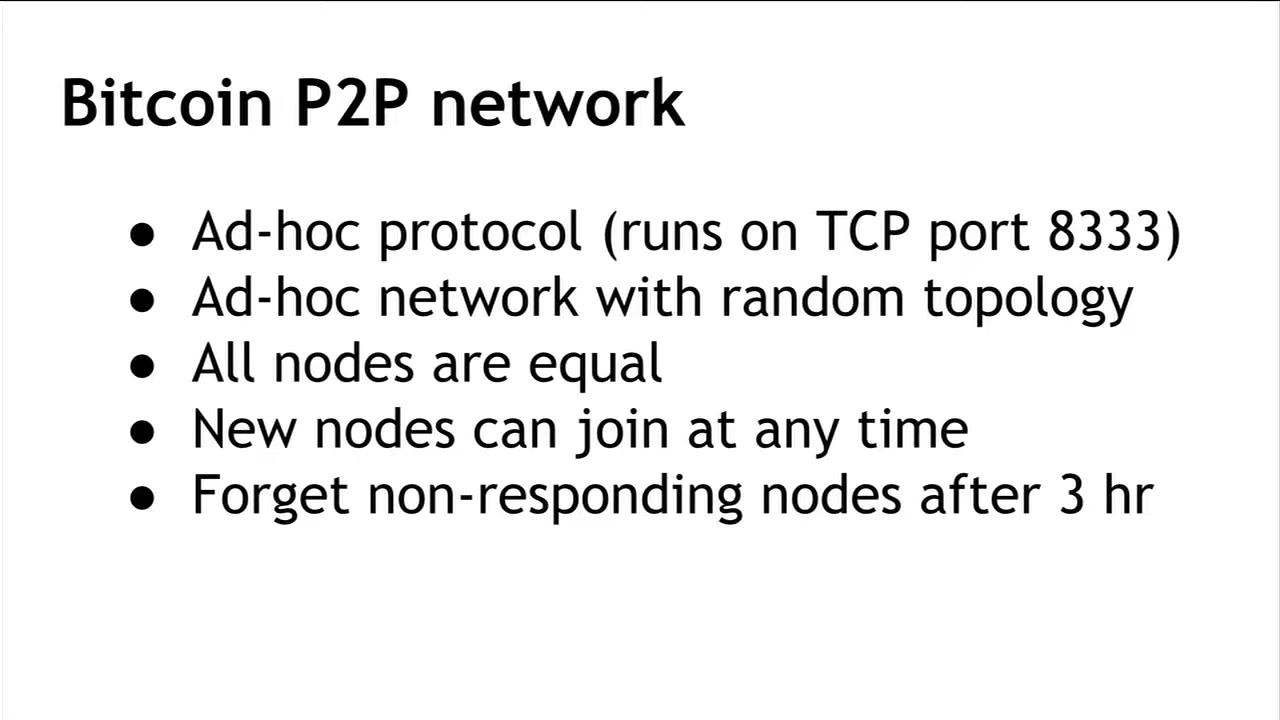 Bitcoin P2P network
● Ad-hoc protocol (runs on TCP port 8333)
● Ad-hoc network with random topology
● All nodes are equal
● New nodes can join at any time
● Forget non-responding nodes after 3 hr